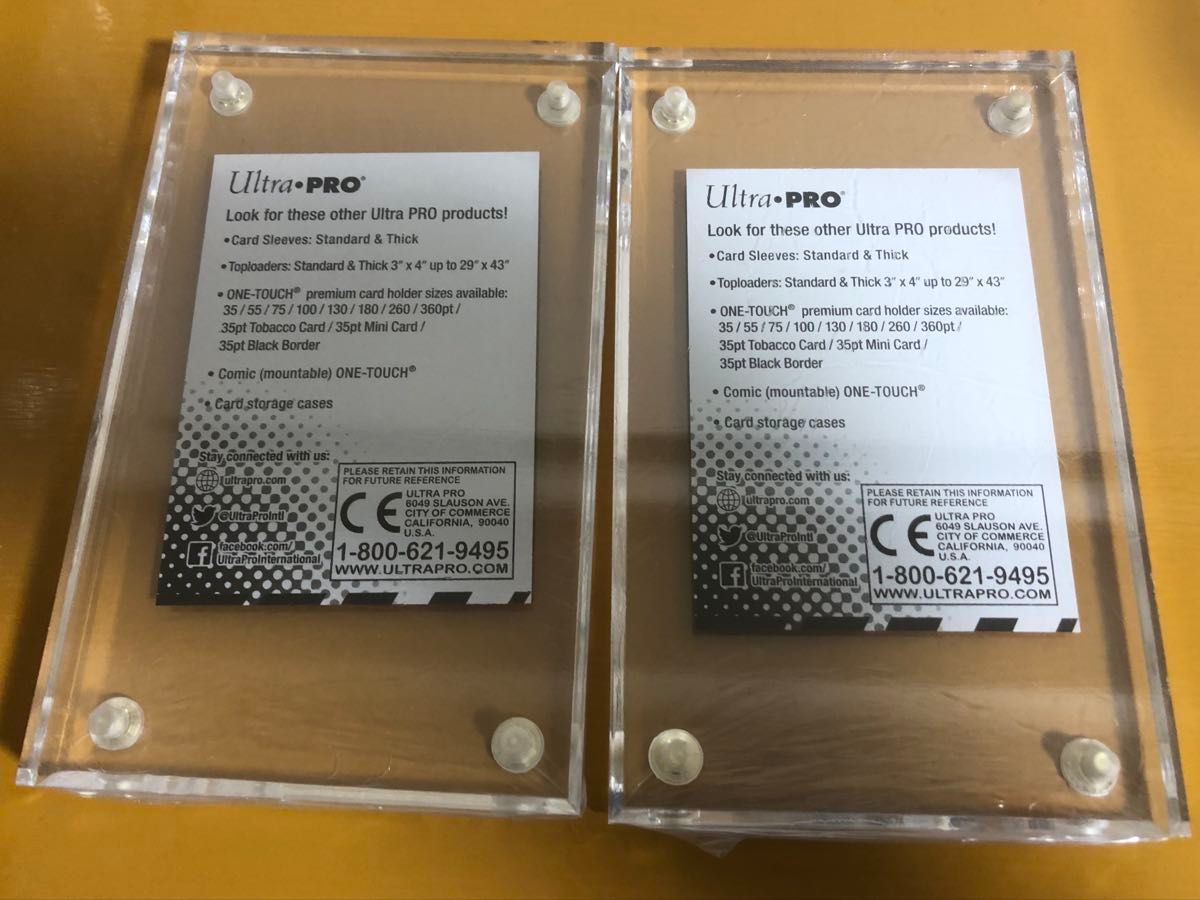 Ultra•PRO®
Look for these other Ultra PRO products!
•Card Sleeves: Standard & Thick
•Toploaders: Standard & Thick 3″ x 4″ up to 29″ x 43″
• ONE-TOUCH® premium card holder sizes available:
35 / 55 / 75 / 100 / 130 / 180 / 260 / 360pt /
35pt Tobacco Card / 35pt Mini Card /
35pt Black Border
• Comic (mountable) ONE-TOUCH®
• Card storage cases
Stay connected with us:
ultrapro.com
@UltraProIntl
facebook.com/
UltraProInternational
PLEASE RETAIN THIS INFORMATION
FOR FUTURE REFERENCE
CE
ULTRA PRO
6049 SLAUSON AVE.
CITY OF COMMERCE
CALIFORNIA, 90040
U.S.A.
1-800-621-9495
WWW.ULTRAPRO.COM
Ultra•PRO®
Look for these other Ultra PRO products!
•Card Sleeves: Standard & Thick
•Toploaders: Standard & Thick 3″ x 4″ up to 29″ x 43″
• ONE-TOUCH® premium card holder sizes available:
35 / 55 / 75 / 100 / 130 / 180 / 260 / 360pt /
35pt Tobacco Card / 35pt Mini Card /
35pt Black Border
• Comic (mountable) ONE-TOUCH®
• Card storage cases
Stay connected with us:
ultrapro.com
@UltraProIntl
facebook.com/
UltraProInternational
PLEASE RETAIN THIS INFORMATION
FOR FUTURE REFERENCE
CE
ULTRA PRO
6049 SLAUSON AVE.
CITY OF COMMERCE
CALIFORNIA, 90040
U.S.A.
1-800-621-9495
WWW.ULTRAPRO.COM